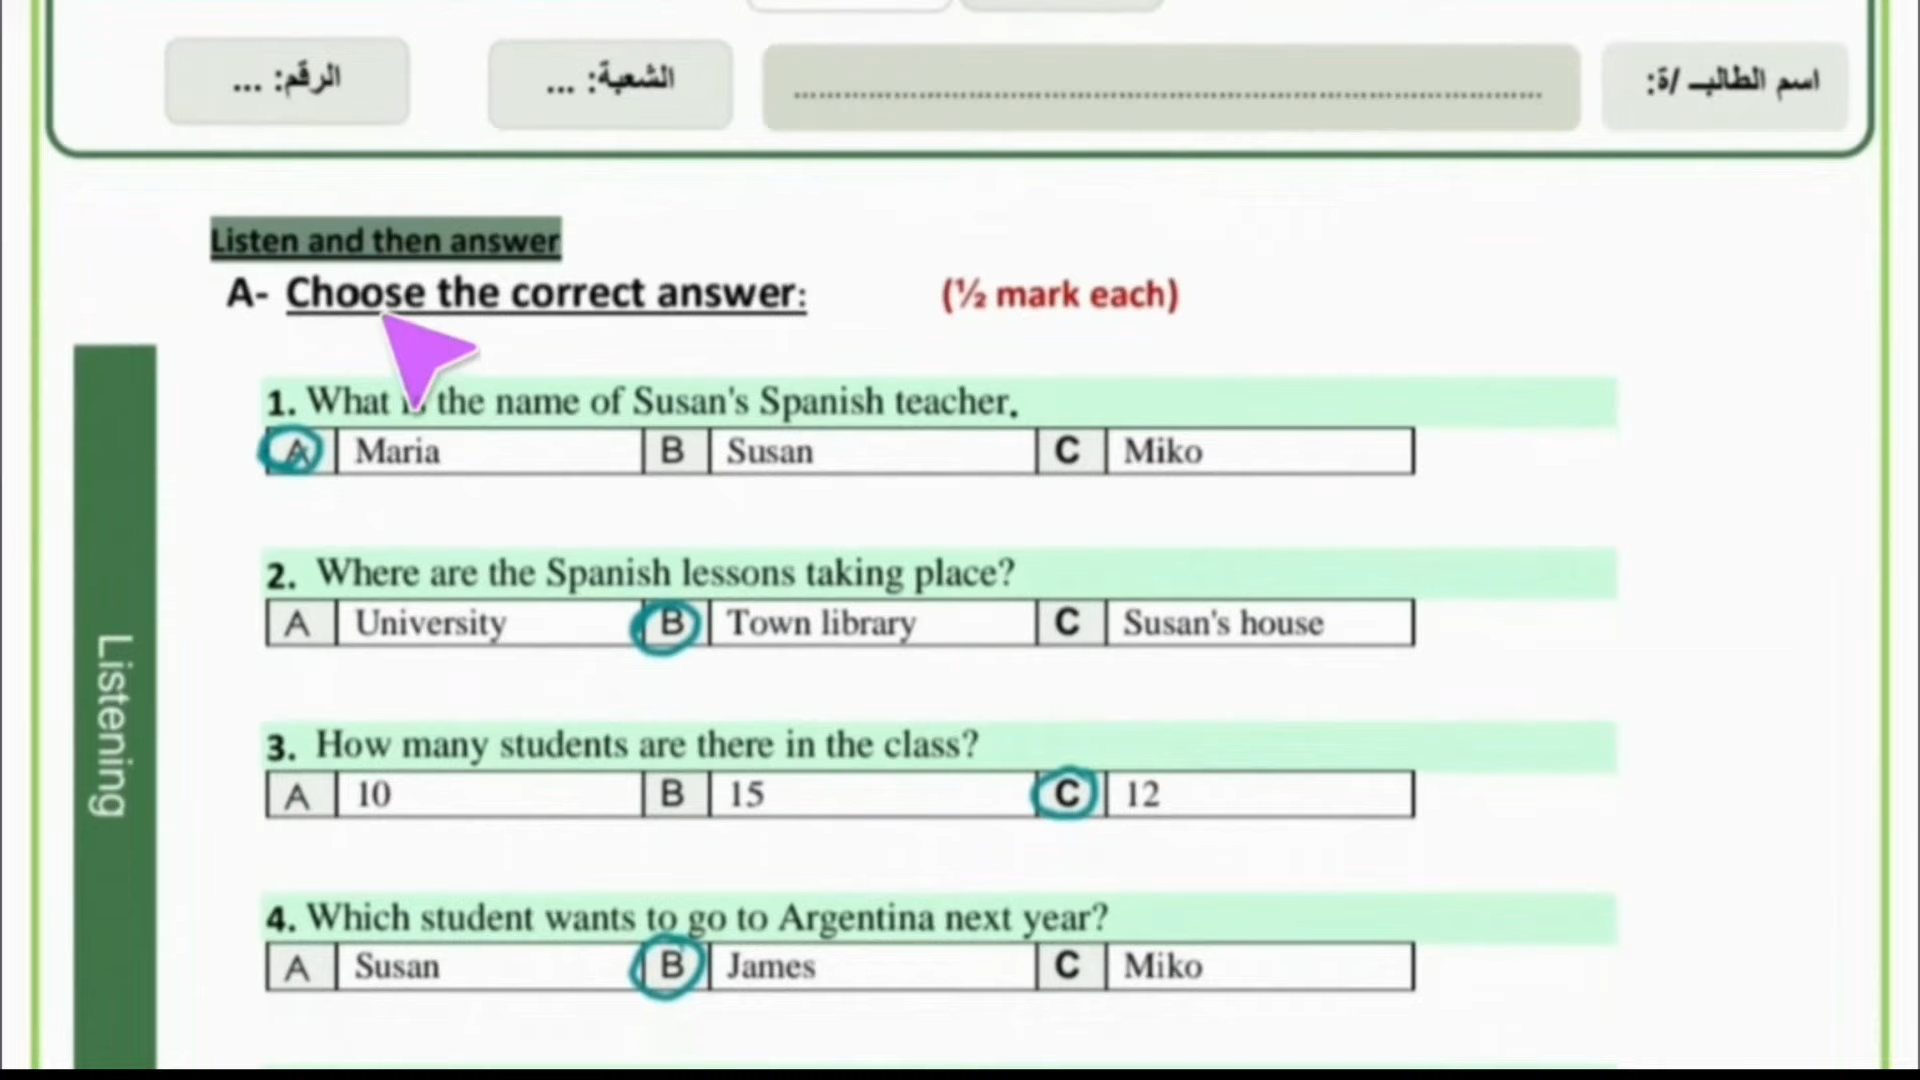 اسم الطالبـ /ة: ........................................ الشعبة: ... الرقم: ...
Listen and then answer
A- Choose the correct answer: (½ mark each)
1. What is the name of Susan's Spanish teacher.
A Maria B Susan C Miko
2. Where are the Spanish lessons taking place?
A University B Town library C Susan's house
3. How many students are there in the class?
A 10 B 15 C 12
4. Which student wants to go to Argentina next year?
A Susan B James C Miko
Listening